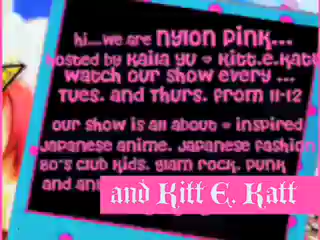 hi...we are nylon pink...
hosted by kaila yu + kitt.e.katt
watch our show every ...
Tues. and Thurs. from 11-12
our show is all about + inspired
Japanese anime. Japanese fashion
80's club kids. glam rock. punk
and
and Kitt E. Katt